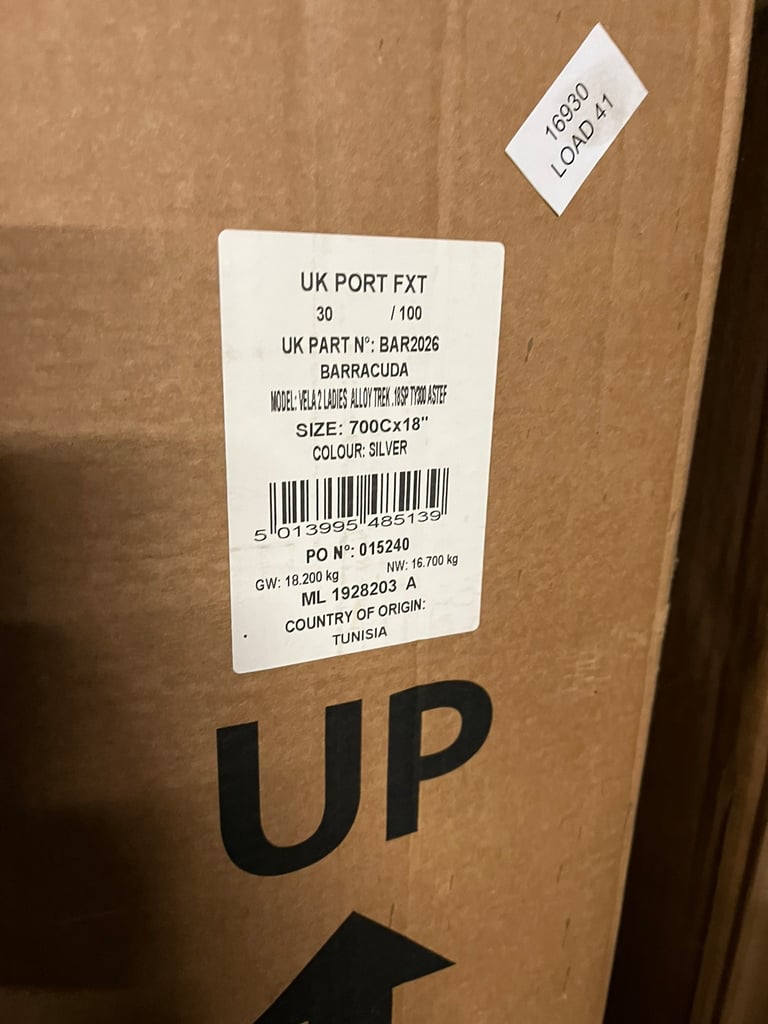 16930
LOAD 41
UK PORT FXT
30 / 100
UK PART N°: BAR2026
BARRACUDA
MODEL: VELA 2 LADIES ALLOY TREK .18SP TY300 ASTEF
SIZE: 700Cx18"
COLOUR: SILVER
5 013995 485139
PO N°: 015240
GW: 18.200 kg NW: 16.700 kg
ML 1928203 A
COUNTRY OF ORIGIN:
TUNISIA
UP